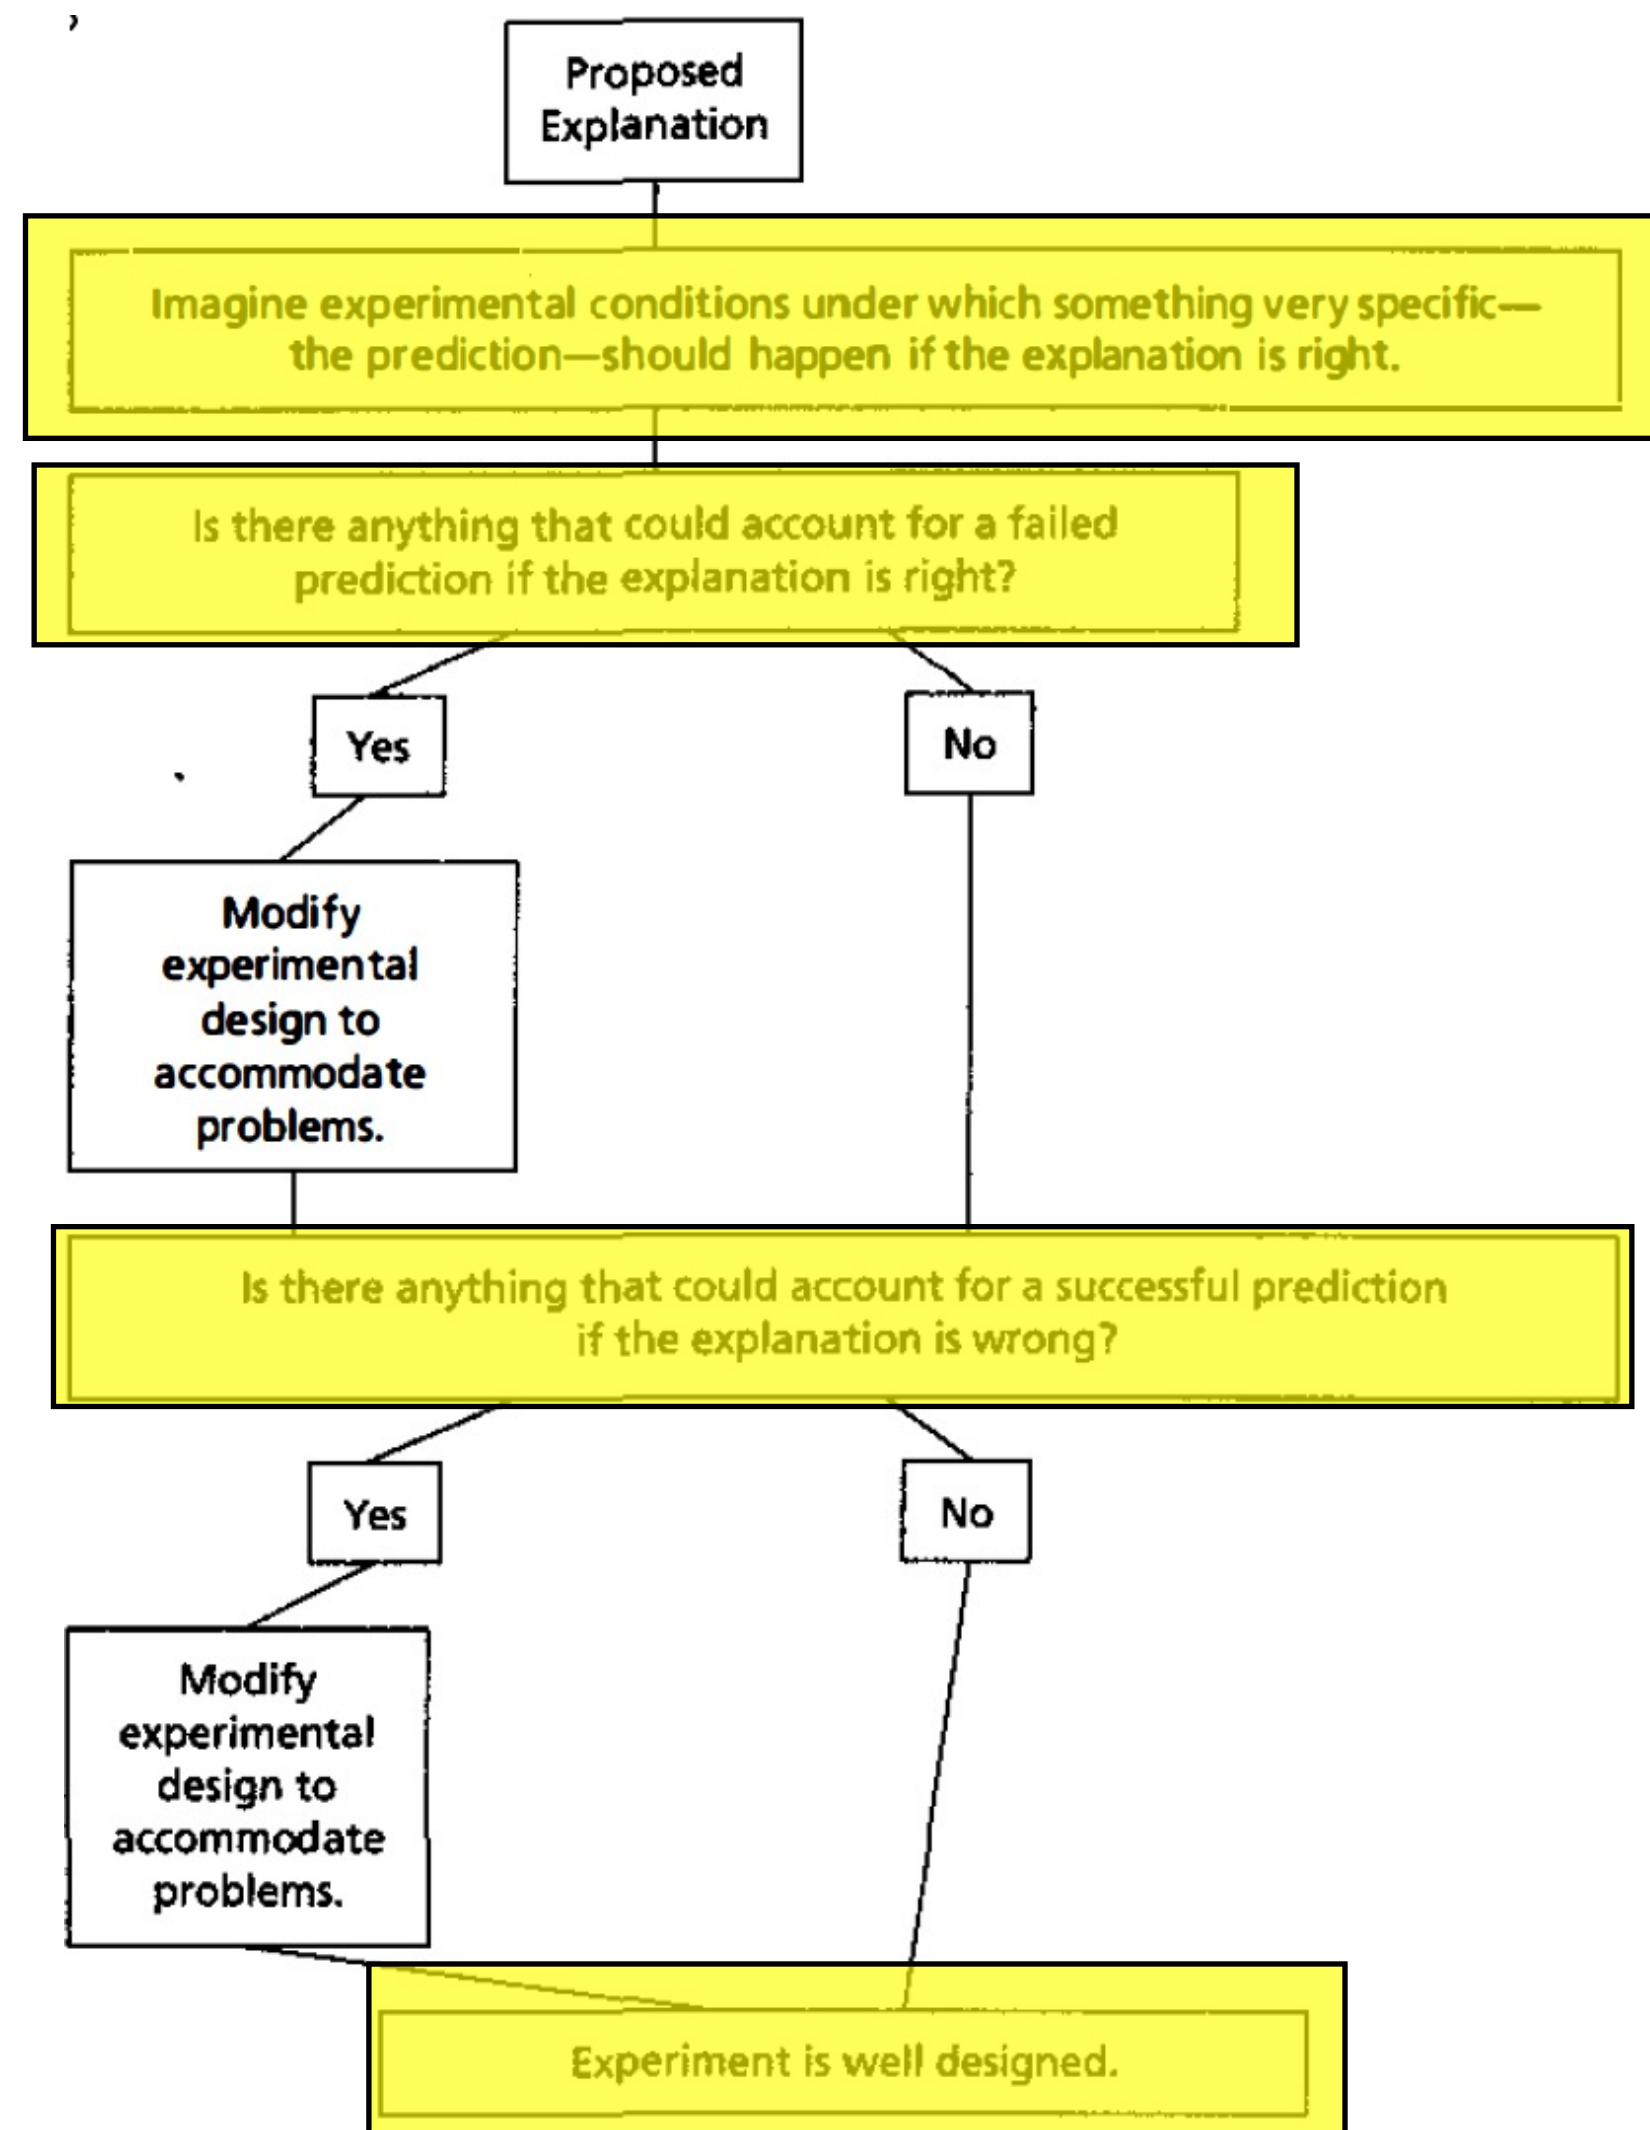 Proposed
Explanation
Imagine experimental conditions under which something very specific—
the prediction—should happen if the explanation is right.
Is there anything that could account for a failed
prediction if the explanation is right?
Yes
No
Modify
experimental
design to
accommodate
problems.
Is there anything that could account for a successful prediction
if the explanation is wrong?
Yes
No
Modify
experimental
design to
accommodate
problems.
Experiment is well designed.